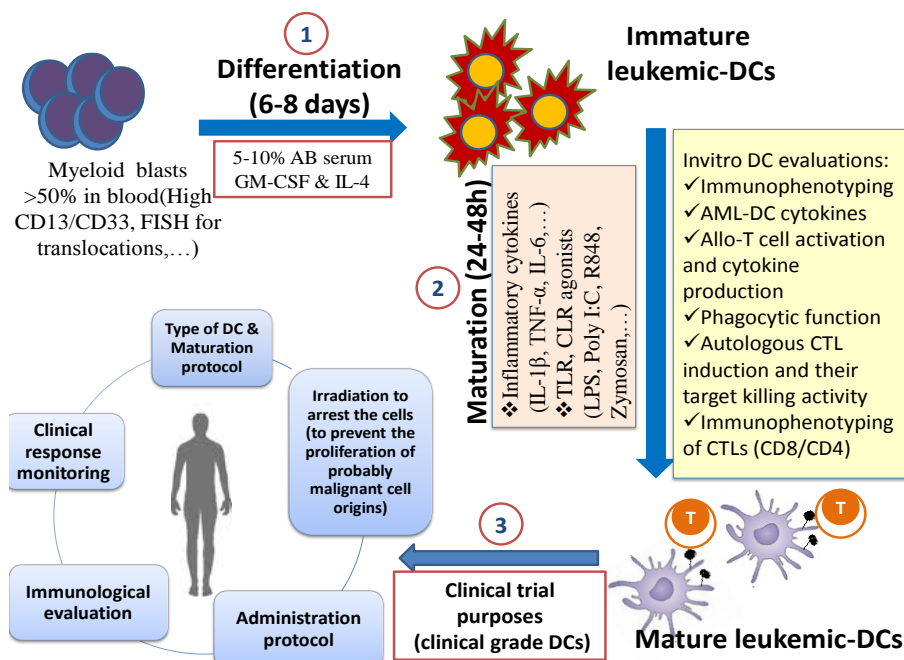 1
Differentiation
(6-8 days)
5-10% AB serum
GM-CSF & IL-4
Myeloid blasts
>50% in blood(High
CD13/CD33, FISH for
translocations,…)
Immature
leukemic-DCs
2
Maturation (24-48h)
❖Inflammatory cytokines
(IL-1β, TNF-α, IL-6,…)
❖TLR, CLR agonists
(LPS, Poly I:C, R848,
Zymosan,…)
Invitro DC evaluations:
✓Immunophenotyping
✓AML-DC cytokines
✓Allo-T cell activation
and cytokine
production
✓Phagocytic function
✓Autologous CTL
induction and their
target killing activity
✓Immunophenotyping
of CTLs (CD8/CD4)
T
T
Mature leukemic-DCs
3
Clinical trial
purposes
(clinical grade DCs)
Type of DC &
Maturation
protocol
Irradiation to
arrest the cells
(to prevent the
proliferation of
probably
malignant cell
origins)
Administration
protocol
Immunological
evaluation
Clinical
response
monitoring